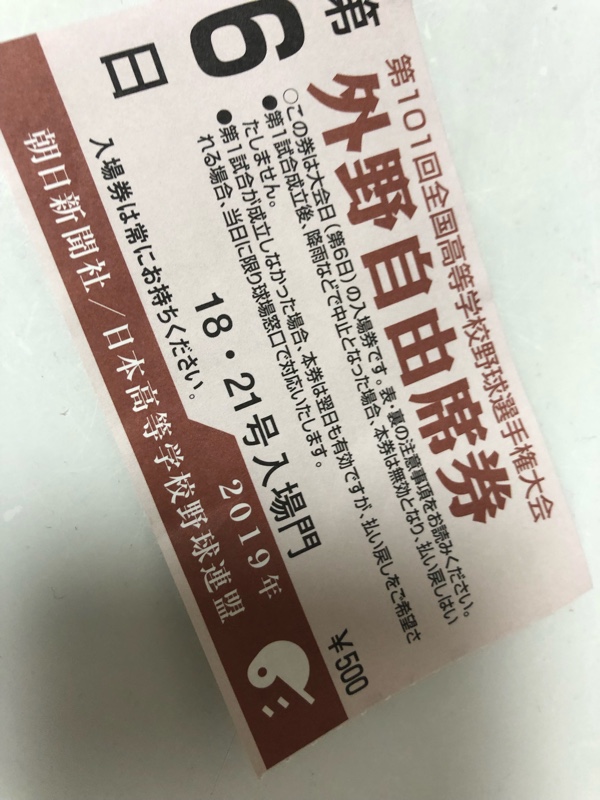 第101回全国高等学校野球選手権大会
外野自由席券
第
6
日
○この券は大会日(第6日)の入場券です。表・裏の注意事項をお読みください。
●第1試合成立後、降雨などで中止となった場合、本券は無効となり、払い戻しはい
たしません。
●第1試合が成立しなかった場合、本券は翌日も有効ですが、払い戻しをご希望さ
れる場合、当日に限り球場窓口で対応いたします。
18・21号入場門
¥500
入場券は常にお持ちください。
2019年
朝日新聞社/日本高等学校野球連盟